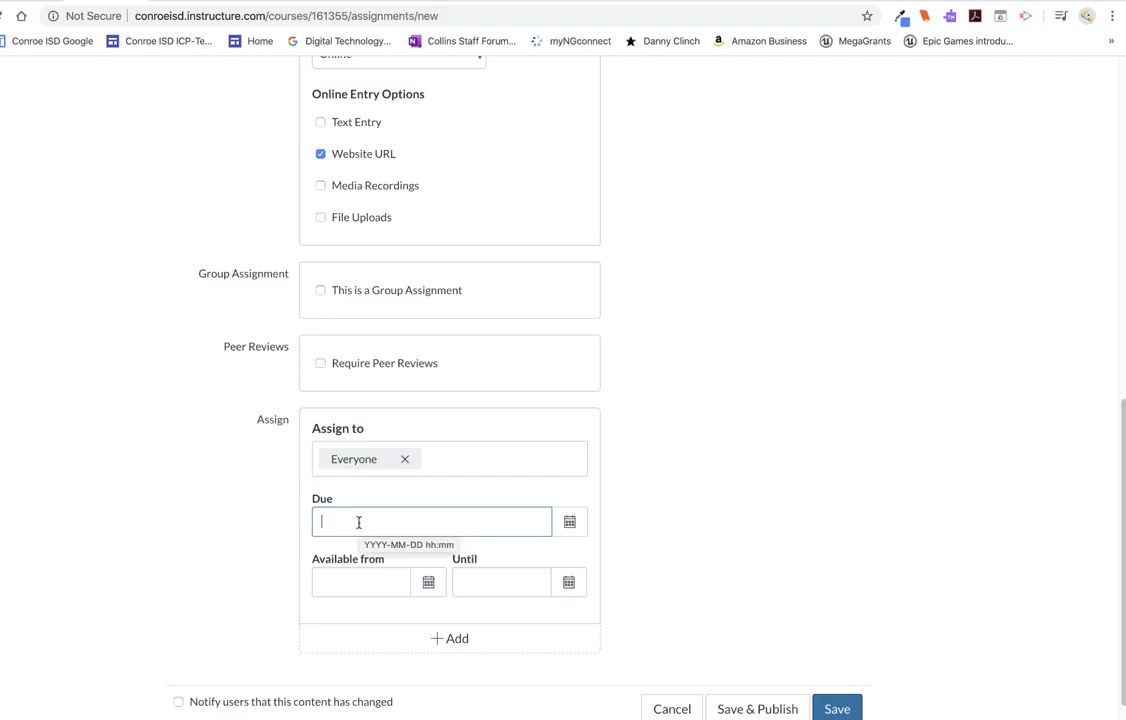 Not Secure conroeisd.instructure.com/courses/161355/assignments/new
Conroe ISD Google Conroe ISD ICP-Te... Home Digital Technology... Collins Staff Forum... myNGconnect Danny Clinch Amazon Business MegaGrants Epic Games introdu... »
Online
Online Entry Options
Text Entry
Website URL
Media Recordings
File Uploads
Group Assignment
This is a Group Assignment
Peer Reviews
Require Peer Reviews
Assign
Assign to
Everyone
Due
YYYY-MM-DD hh:mm
Available from Until
Add
Notify users that this content has changed
Cancel Save & Publish Save